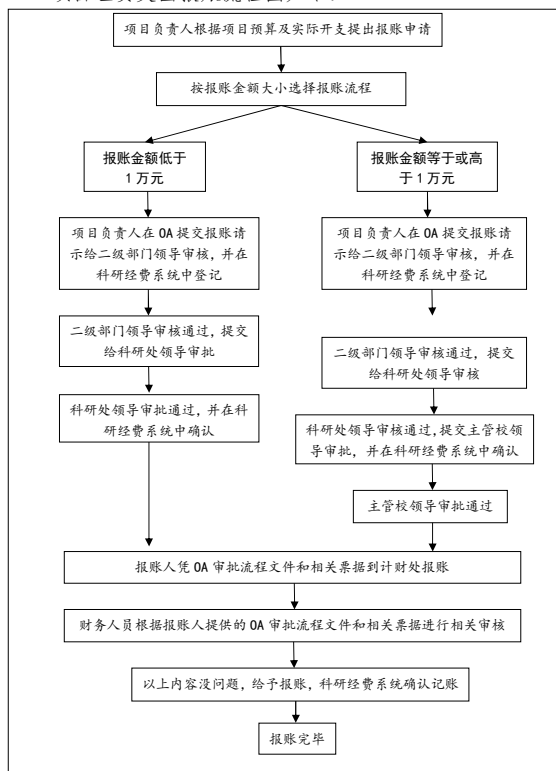 项目负责人根据项目预算及实际开支提出报账申请
按报账金额大小选择报账流程
报账金额低于
1万元
报账金额等于或高
于1万元
项目负责人在OA提交报账请
示给二级部门领导审核,并在
科研经费系统中登记
项目负责人在OA提交报账请
示给二级部门领导审核,并在
科研经费系统中登记
二级部门领导审核通过,提交
给科研处领导审批
二级部门领导审核通过,提交
给科研处领导审核
科研处领导审批通过,并在科
研经费系统中确认
科研处领导审核通过,提交主管校领
导审批,并在科研经费系统中确认
主管校领导审批通过
报账人凭OA审批流程文件和相关票据到计财处报账
财务人员根据报账人提供的OA审批流程文件和相关票据进行相关审核
以上内容没问题,给予报账,科研经费系统确认记账
报账完毕